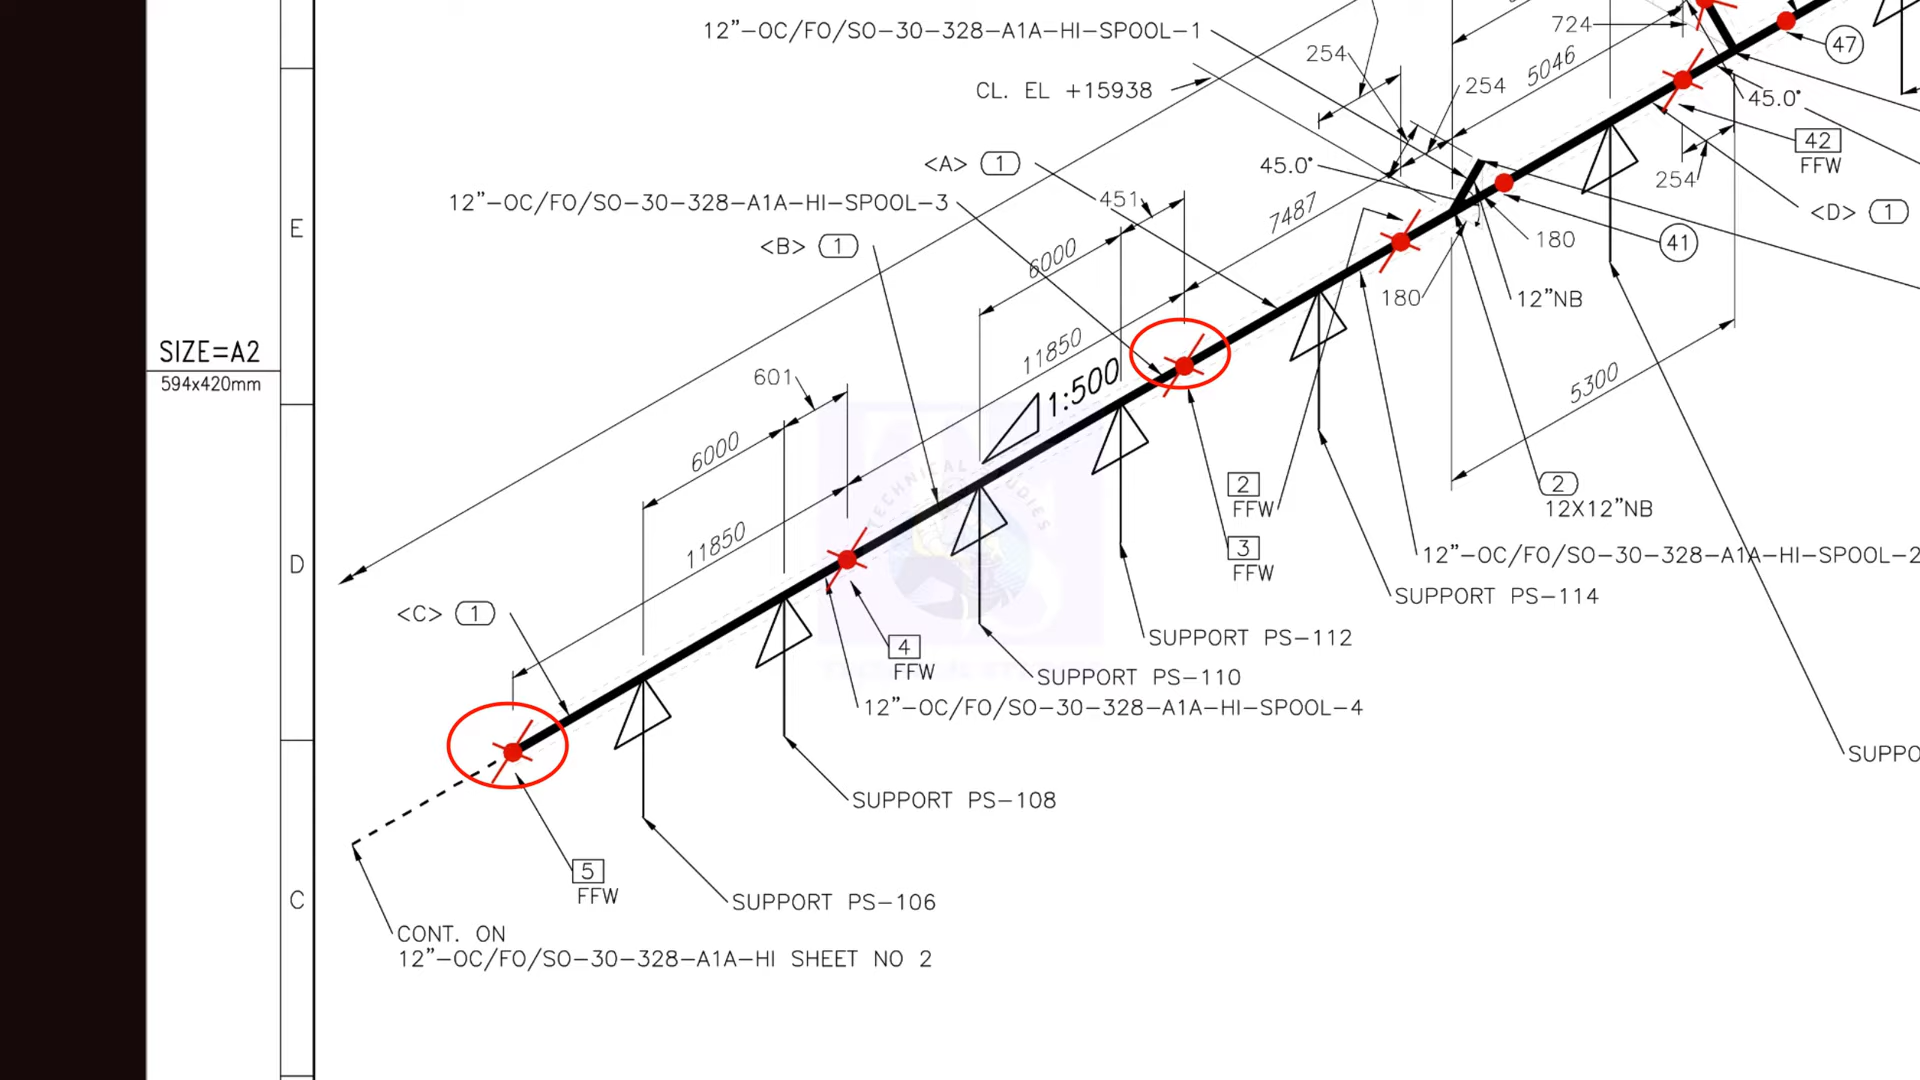 12”-OC/FO/SO-30-328-A1A-HI-SPOOL-1
724
47
254
5046
CL. EL +15938
254
45.0°
42
FFW
<A> 1
45.0°
254
12”-OC/FO/SO-30-328-A1A-HI-SPOOL-3
451
7487
<D> 1
E
<B> 1
6000
180
41
180
12”NB
SIZE=A2
594x420mm
11850
1:500
5300
601
6000
TECHNICAL STUDIES
2
FFW
2
12X12”NB
11850
3
FFW
12”-OC/FO/SO-30-328-A1A-HI-SPOOL-2
D
SUPPORT PS-114
<C> 1
SUPPORT PS-112
4
FFW
SUPPORT PS-110
12”-OC/FO/SO-30-328-A1A-HI-SPOOL-4
SUPPO
SUPPORT PS-108
5
FFW
SUPPORT PS-106
C
CONT. ON
12”-OC/FO/SO-30-328-A1A-HI SHEET NO 2